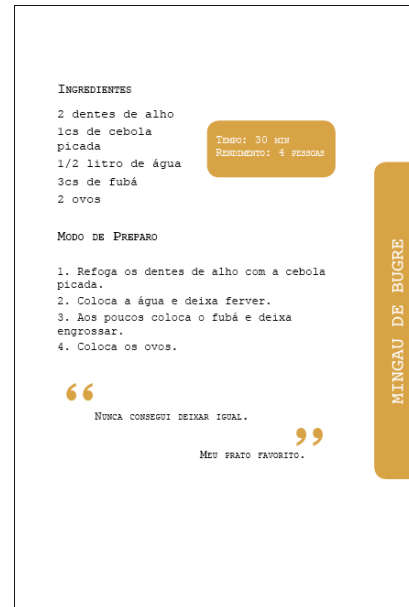 Ingredientes
2 dentes de alho
1cs de cebola
picada
1/2 litro de água
3cs de fubá
2 ovos
Tempo: 30 min
Rendimento: 4 pessoas
Modo de Preparo
1. Refoga os dentes de alho com a cebola
picada.
2. Coloca a água e deixa ferver.
3. Aos poucos coloca o fubá e deixa
engrossar.
4. Coloca os ovos.
“
Nunca consegui deixar igual.
”
Meu prato favorito.
MINGAU DE BUGRE